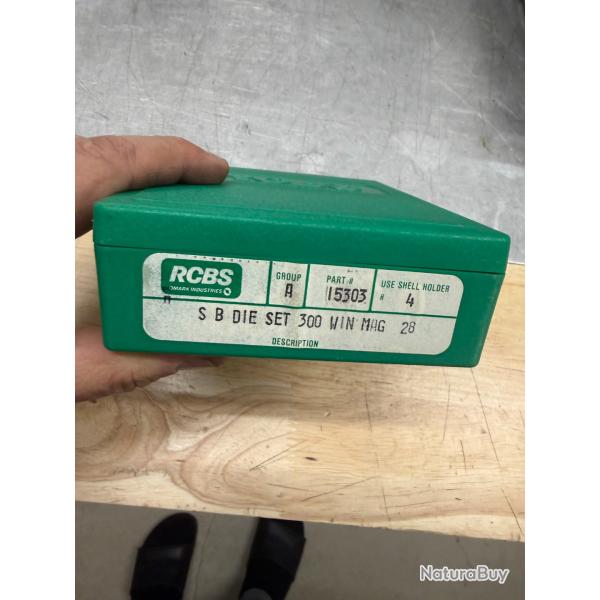 RCBS
OMARK INDUSTRIES
GROUP
A
PART #
15303
USE SHELL HOLDER
# 4
S B DIE SET 300 WIN MAG 28
DESCRIPTION
NaturaBuy